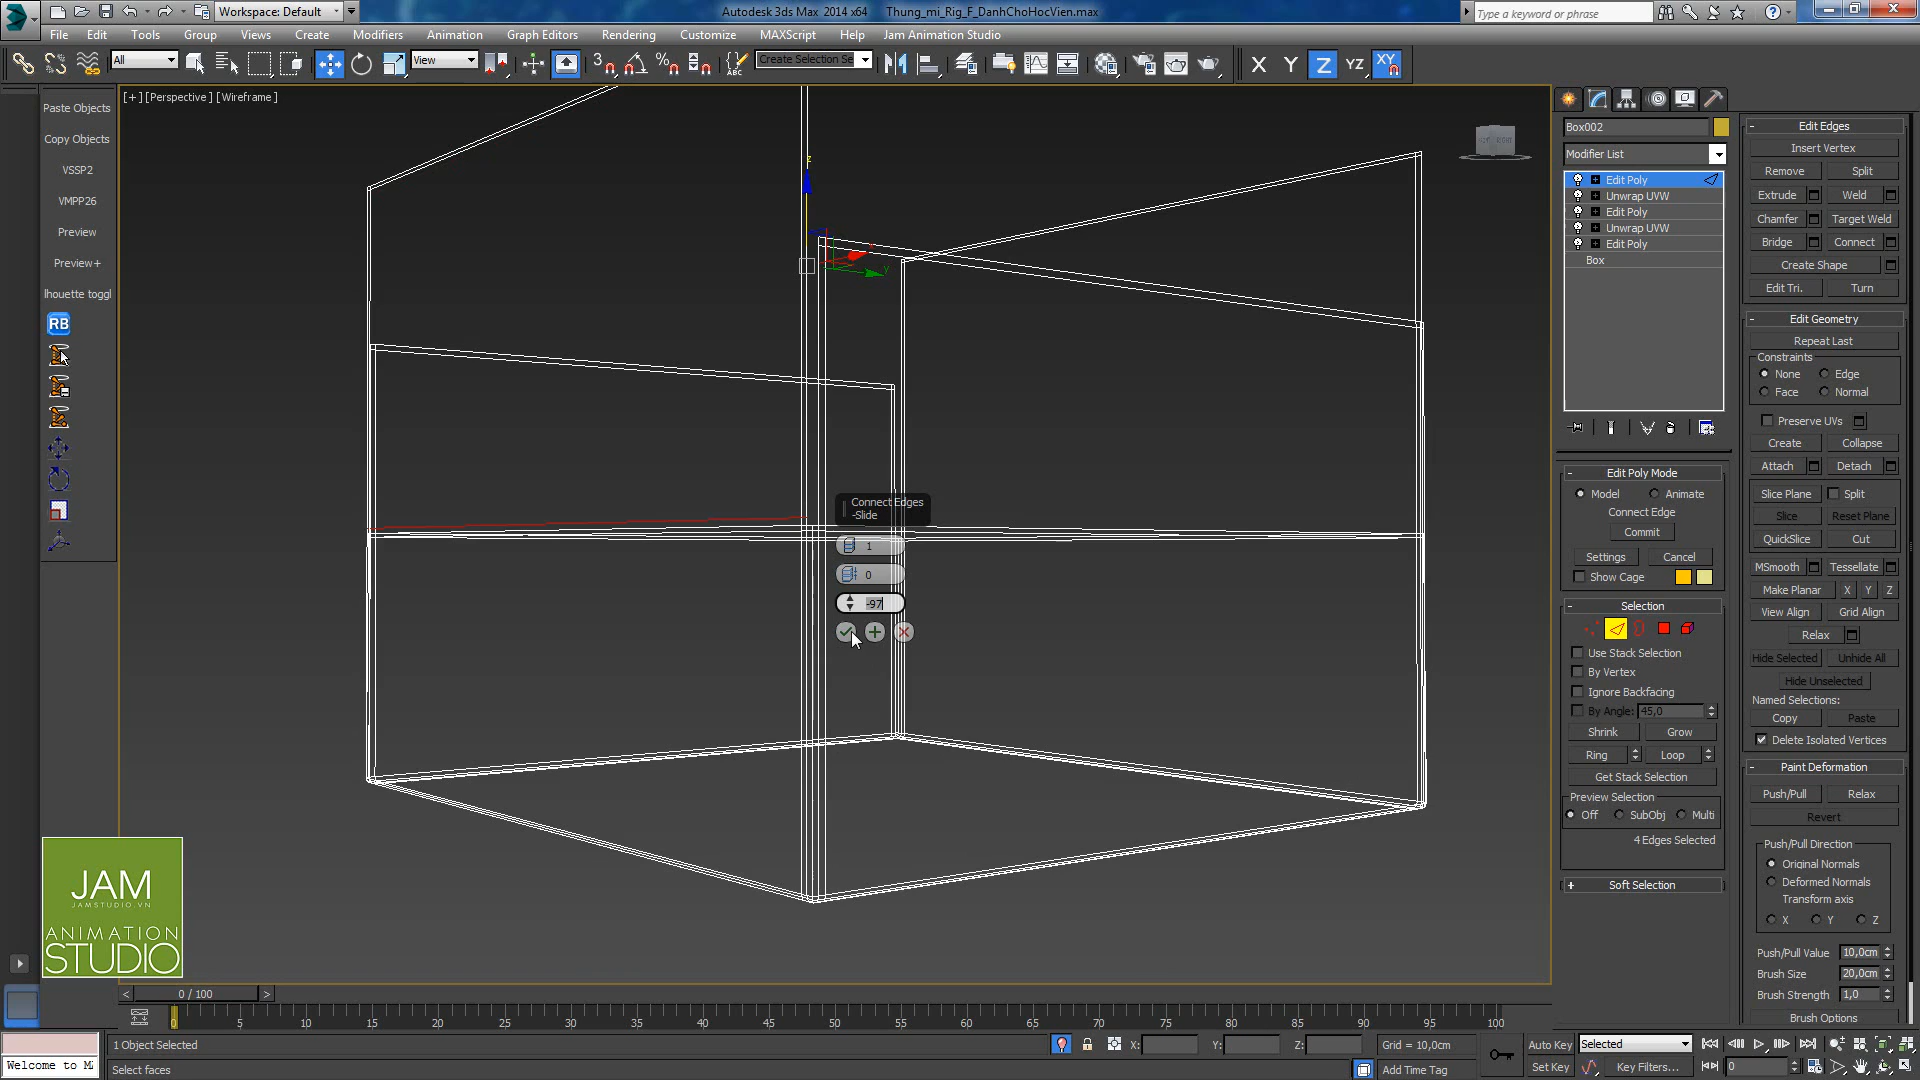 Workspace: Default
Autodesk 3ds Max 2014 x64 Thung_mi_Rig_F_DanhChoHocVien.max
Type a keyword or phrase
File Edit Tools Group Views Create Modifiers Animation Graph Editors Rendering Customize MAXScript Help Jam Animation Studio
All View Create Selection Se X Y Z YZ XY
[+] [Perspective] [Wireframe]
Paste Objects
Copy Objects
VSSP2
VMPP26
Preview
Preview+
lhouette toggl
RB
z
x
y
Connect Edges
-Slide
1
0
-97
JAM
JAMSTUDIO.VN
ANIMATION
STUDIO
Box002
Modifier List
Edit Poly
Unwrap UVW
Edit Poly
Unwrap UVW
Edit Poly
Box
Edit Poly Mode
Model Animate
Connect Edge
Commit
Settings Cancel
Show Cage
Selection
Use Stack Selection
By Vertex
Ignore Backfacing
By Angle: 45,0
Shrink Grow
Ring Loop
Get Stack Selection
Preview Selection
Off SubObj Multi
4 Edges Selected
Soft Selection
Edit Edges
Insert Vertex
Remove Split
Extrude Weld
Chamfer Target Weld
Bridge Connect
Create Shape
Edit Tri. Turn
Edit Geometry
Repeat Last
Constraints
None Edge
Face Normal
Preserve UVs
Create Collapse
Attach Detach
Slice Plane Split
Slice Reset Plane
QuickSlice Cut
MSmooth Tessellate
Make Planar X Y Z
View Align Grid Align
Relax
Hide Selected Unhide All
Hide Unselected
Named Selections:
Copy Paste
Delete Isolated Vertices
Paint Deformation
Push/Pull Relax
Revert
Push/Pull Direction
Original Normals
Deformed Normals
Transform axis
X Y Z
Push/Pull Value 10,0cm
Brush Size 20,0cm
Brush Strength 1,0
Brush Options
< 0 / 100 >
0 5 10 15 20 25 30 35 40 45 50 55 60 65 70 75 80 85 90 95 100
1 Object Selected X: Y: Z: Grid = 10,0cm Auto Key Selected
Welcome to M Select faces Add Time Tag Set Key Key Filters... 0